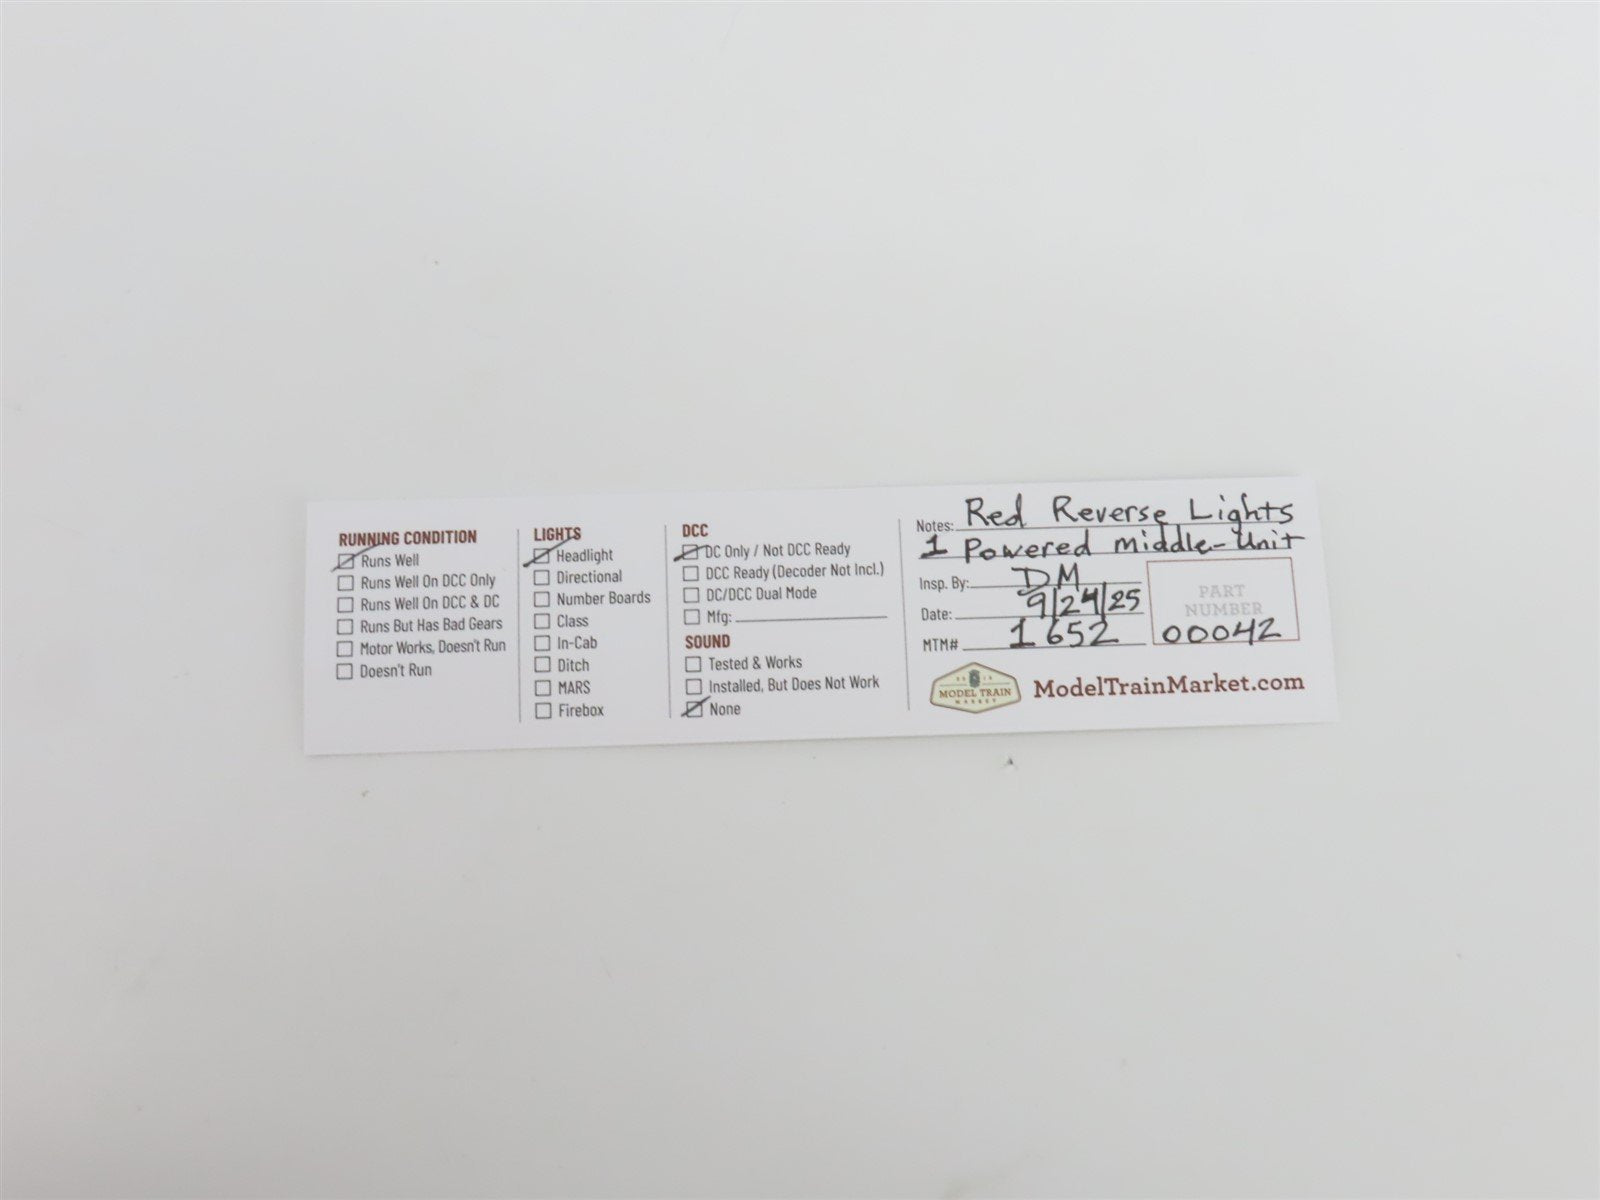 RUNNING CONDITION
Runs Well
Runs Well On DCC Only
Runs Well On DCC & DC
Runs But Has Bad Gears
Motor Works, Doesn't Run
Doesn't Run
LIGHTS
Headlight
Directional
Number Boards
Class
In-Cab
Ditch
MARS
Firebox
DCC
DC Only / Not DCC Ready
DCC Ready (Decoder Not Incl.)
DC/DCC Dual Mode
Mfg:
SOUND
Tested & Works
Installed, But Does Not Work
None
Notes: Red Reverse Lights
1 Powered middle-Unit
Insp. By: DM
Date: 9/24/25
MTM# 1652
PART
NUMBER
00042
MODEL TRAIN
MARKET
ModelTrainMarket.com